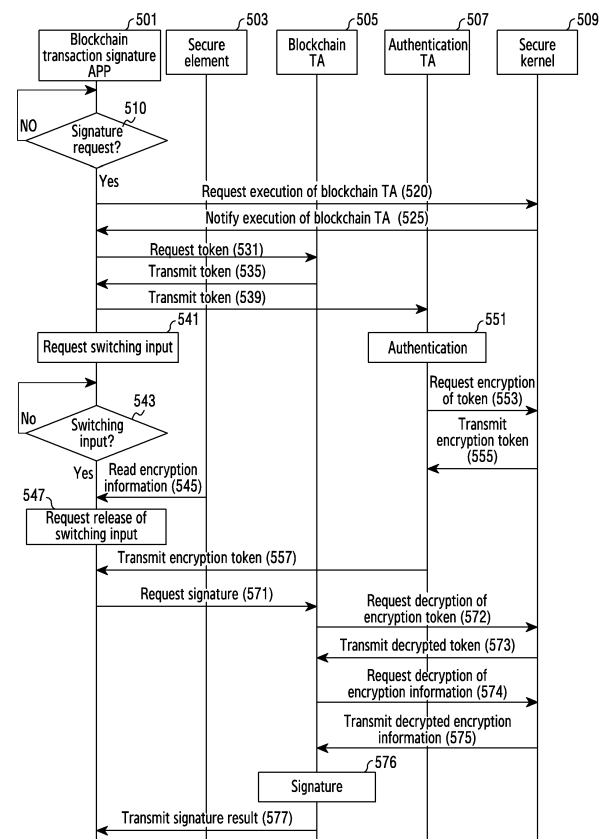 501
503
505
507
509
Blockchain
transaction signature
APP
Secure
element
Blockchain
TA
Authentication
TA
Secure
kernel
510
NO
Signature
request?
Yes
Request execution of blockchain TA (520)
Notify execution of blockchain TA (525)
Request token (531)
Transmit token (535)
Transmit token (539)
541
551
Request switching input
Authentication
543
Request encryption
of token (553)
No
Switching
input?
Transmit
encryption token
(555)
Yes
Read encryption
information (545)
547
Request release of
switching input
Transmit encryption token (557)
Request signature (571)
Request decryption of
encryption token (572)
Transmit decrypted token (573)
Request decryption of
encryption information (574)
Transmit decrypted encryption
information (575)
576
Signature
Transmit signature result (577)